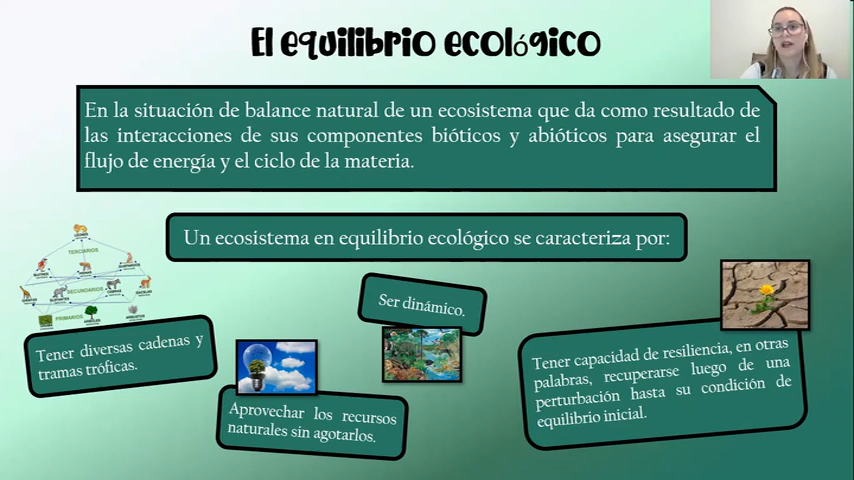 El equilibrio ecológico
En la situación de balance natural de un ecosistema que da como resultado de
las interacciones de sus componentes bióticos y abióticos para asegurar el
flujo de energía y el ciclo de la materia.
Un ecosistema en equilibrio ecológico se caracteriza por:
TERCIARIOS
SECUNDARIOS
PRIMARIOS
Tener diversas cadenas y
tramas tróficas.
Aprovechar los recursos
naturales sin agotarlos.
Ser dinámico.
Tener capacidad de resiliencia, en otras
palabras, recuperarse luego de una
perturbación hasta su condición de
equilibrio inicial.